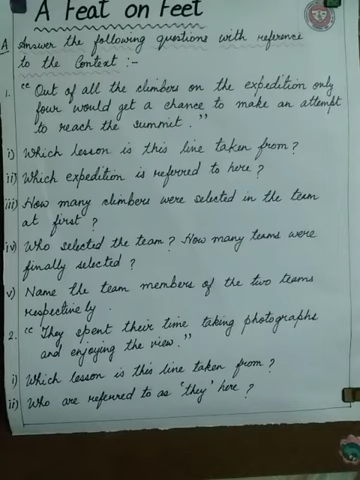 A Feat on Feet
A Answer the following questions with reference
to the Context :-
1. "Out of all the climbers on the expedition only
four would get a chance to make an attempt
to reach the summit."
i) Which lesson is this line taken from?
ii) Which expedition is referred to here?
iii) How many climbers were selected in the team
at first?
iv) Who selected the team? How many teams were
finally selected?
v) Name the team members of the two teams
respectively.
2. "They spent their time taking photographs
and enjoying the view."
i) Which lesson is this line taken from?
ii) Who are referred to as 'they' here?